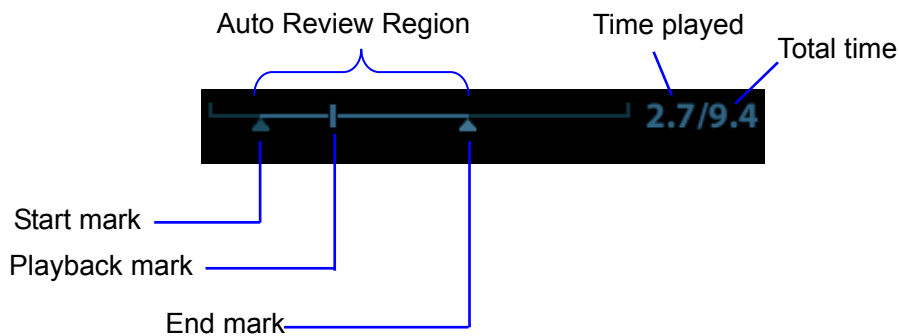 Auto Review Region
Time played
Total time
2.7/9.4
Start mark
Playback mark
End mark